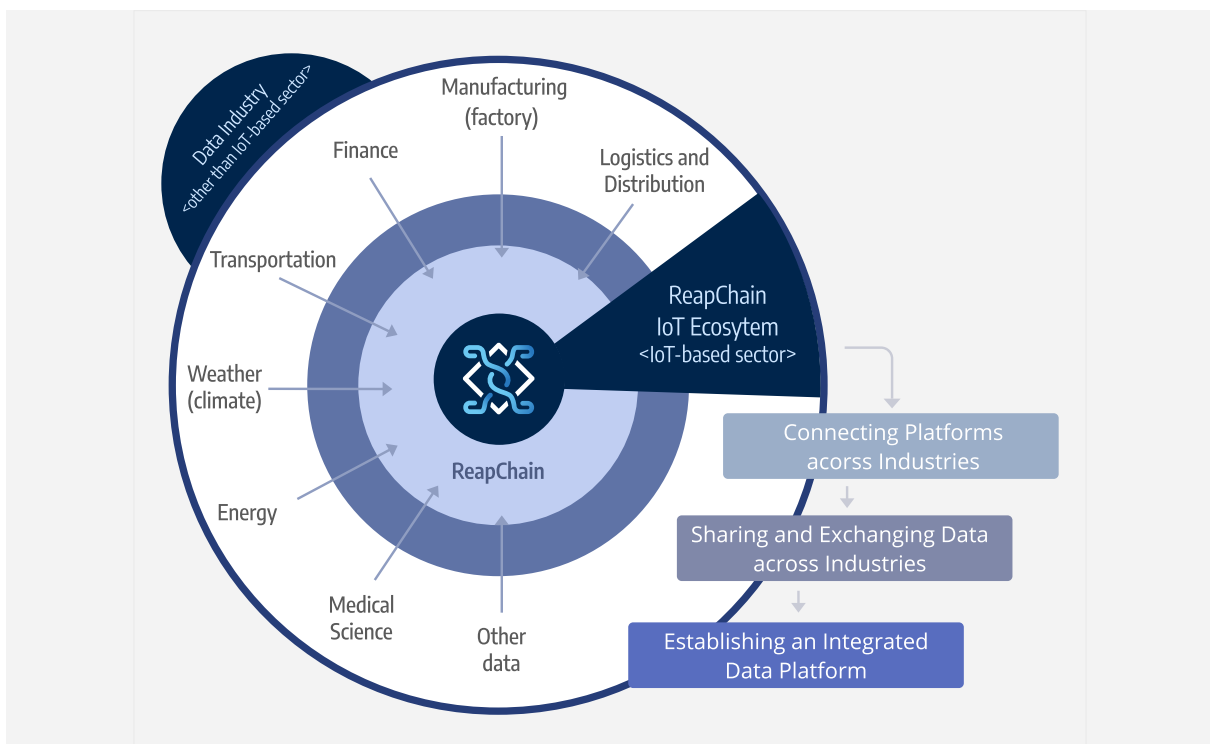 Data Industry
<other than IoT-based sector>
Manufacturing
(factory)
Finance
Logistics and
Distribution
Transportation
ReapChain
IoT Ecosytem
<IoT-based sector>
Weather
(climate)
Connecting Platforms
acorss Industries
ReapChain
Energy
Sharing and Exchanging Data
across Industries
Medical
Science
Other
data
Establishing an Integrated
Data Platform